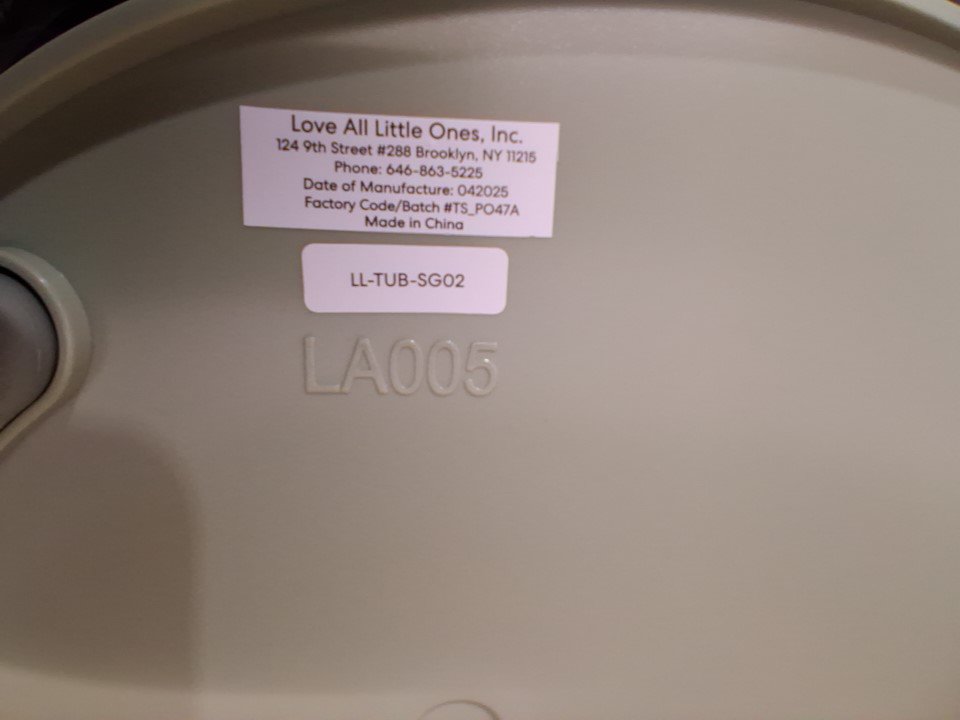 Love All Little Ones, Inc.
124 9th Street #288 Brooklyn, NY 11215
Phone: 646-863-5225
Date of Manufacture: 042025
Factory Code/Batch #TS_PO47A
Made in China
LL-TUB-SG02
LA005